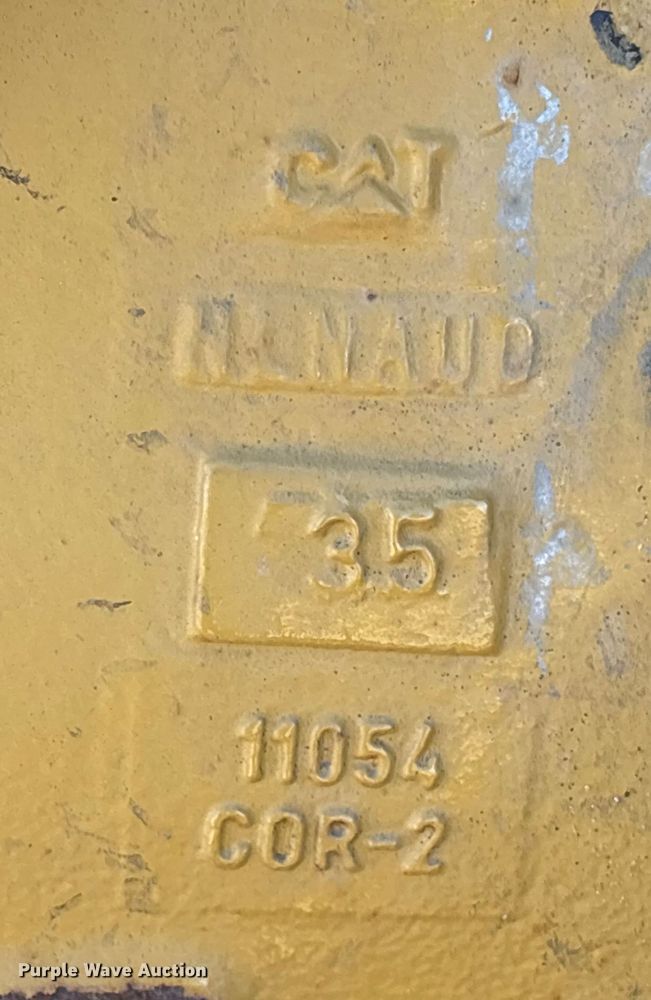 CAT
35
11054
COR-2
Purple Wave Auction